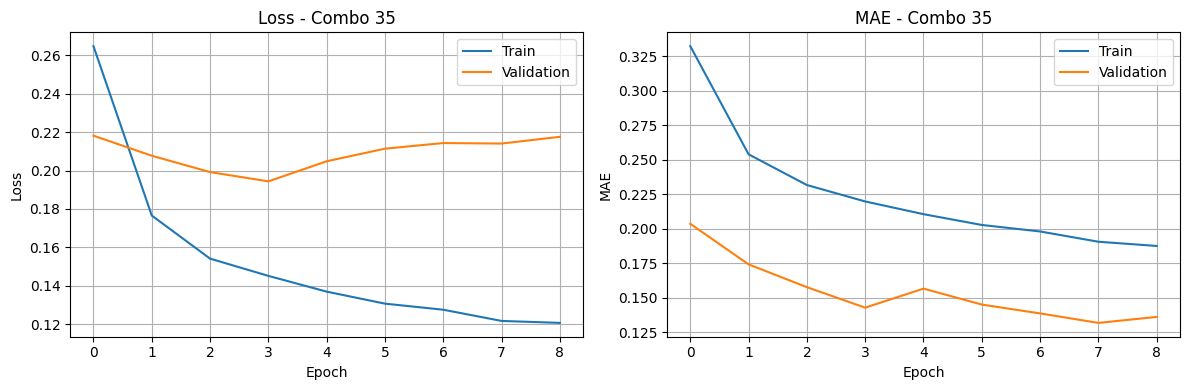 Loss - Combo 35
Train
Validation
0.26
0.24
0.22
0.20
0.18
0.16
0.14
0.12
Loss
0 1 2 3 4 5 6 7 8
Epoch
MAE - Combo 35
Train
Validation
0.325
0.300
0.275
0.250
0.225
0.200
0.175
0.150
0.125
MAE
0 1 2 3 4 5 6 7 8
Epoch